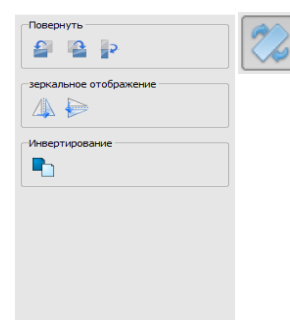 Повернуть
зеркальное отображение
Инвертирование